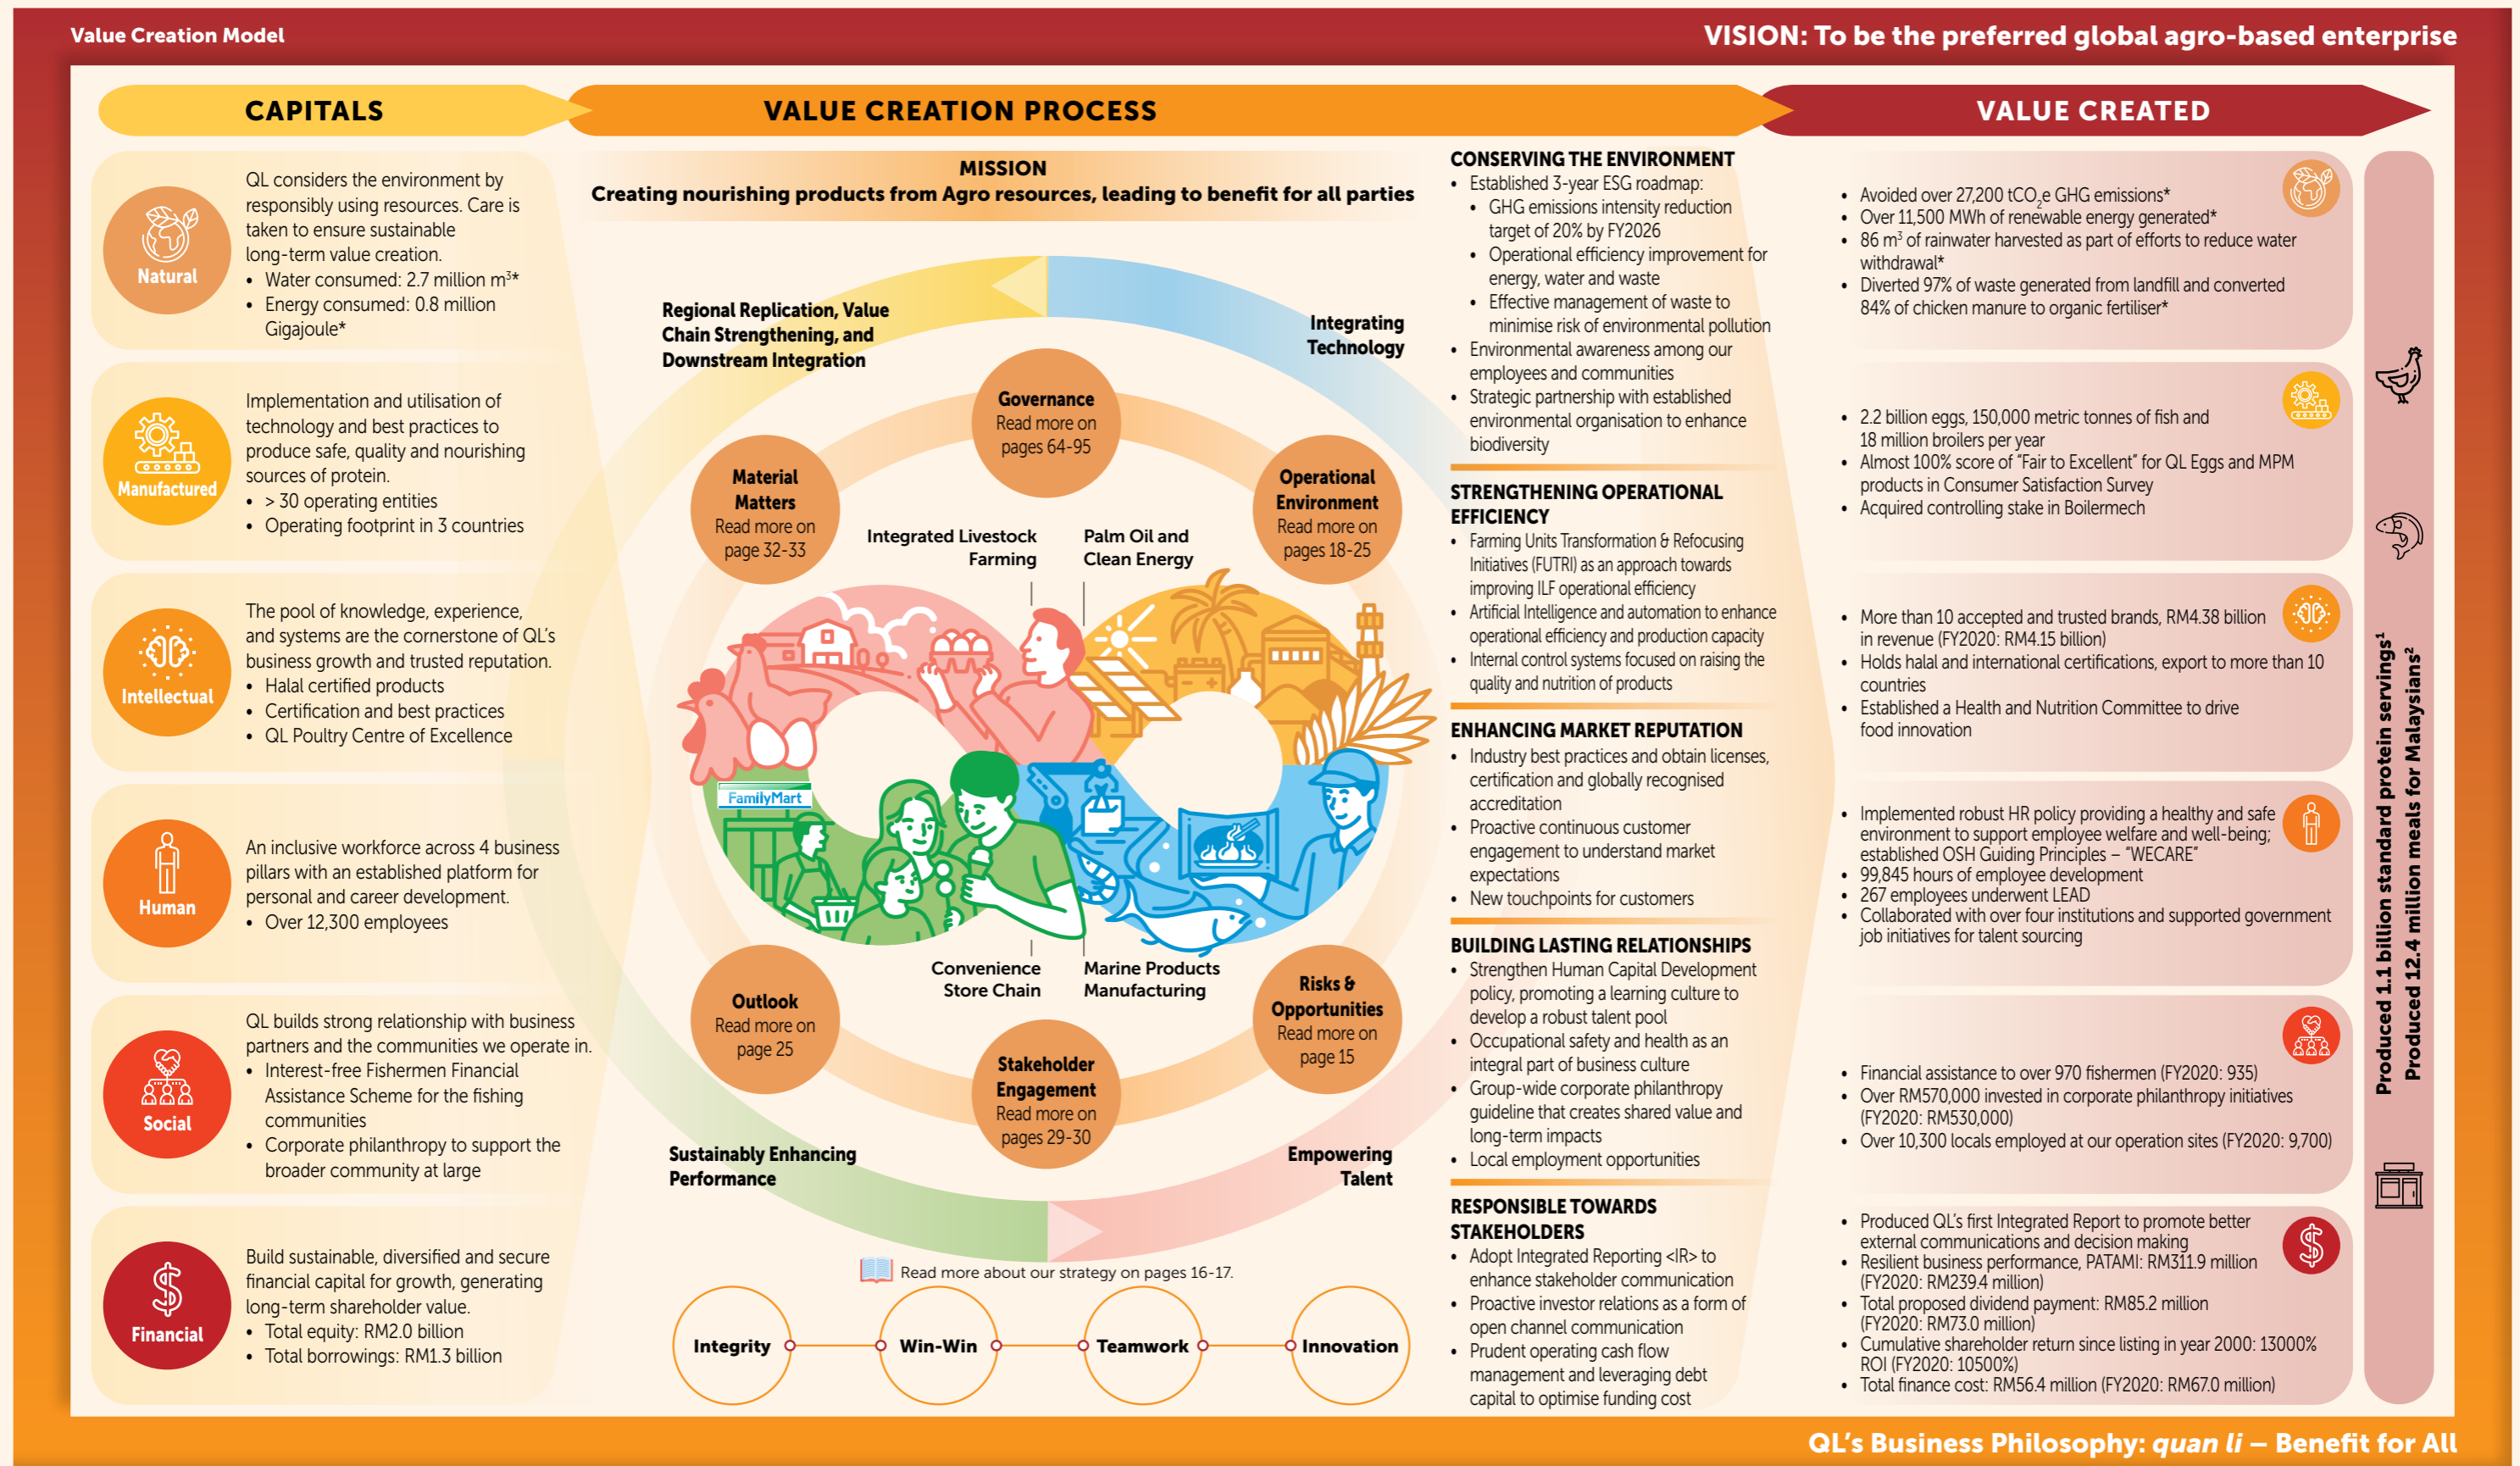 Value Creation Model
VISION: To be the preferred global agro-based enterprise
CAPITALS
VALUE CREATION PROCESS
VALUE CREATED
Natural
QL considers the environment by
responsibly using resources. Care is
taken to ensure sustainable
long-term value creation.
• Water consumed: 2.7 million m³*
• Energy consumed: 0.8 million
Gigajoule*
Manufactured
Implementation and utilisation of
technology and best practices to
produce safe, quality and nourishing
sources of protein.
• > 30 operating entities
• Operating footprint in 3 countries
Intellectual
The pool of knowledge, experience,
and systems are the cornerstone of QL's
business growth and trusted reputation.
• Halal certified products
• Certification and best practices
• QL Poultry Centre of Excellence
Human
An inclusive workforce across 4 business
pillars with an established platform for
personal and career development.
• Over 12,300 employees
Social
QL builds strong relationship with business
partners and the communities we operate in.
• Interest-free Fishermen Financial
Assistance Scheme for the fishing
communities
• Corporate philanthropy to support the
broader community at large
Financial
Build sustainable, diversified and secure
financial capital for growth, generating
long-term shareholder value.
• Total equity: RM2.0 billion
• Total borrowings: RM1.3 billion
MISSION
Creating nourishing products from Agro resources, leading to benefit for all parties
Regional Replication, Value
Chain Strengthening, and
Downstream Integration
Integrating
Technology
Governance
Read more on
pages 64-95
Material
Matters
Read more on
page 32-33
Operational
Environment
Read more on
pages 18-25
Integrated Livestock
Farming
Palm Oil and
Clean Energy
FamilyMart
Convenience
Store Chain
Marine Products
Manufacturing
Outlook
Read more on
page 25
Risks &
Opportunities
Read more on
page 15
Stakeholder
Engagement
Read more on
pages 29-30
Sustainably Enhancing
Performance
Empowering
Talent
Read more about our strategy on pages 16-17.
Integrity
Win-Win
Teamwork
Innovation
CONSERVING THE ENVIRONMENT
• Established 3-year ESG roadmap:
• GHG emissions intensity reduction
target of 20% by FY2026
• Operational efficiency improvement for
energy, water and waste
• Effective management of waste to
minimise risk of environmental pollution
• Environmental awareness among our
employees and communities
• Strategic partnership with established
environmental organisation to enhance
biodiversity
STRENGTHENING OPERATIONAL
EFFICIENCY
• Farming Units Transformation & Refocusing
Initiatives (FUTRI) as an approach towards
improving ILF operational efficiency
• Artificial Intelligence and automation to enhance
operational efficiency and production capacity
• Internal control systems focused on raising the
quality and nutrition of products
ENHANCING MARKET REPUTATION
• Industry best practices and obtain licenses,
certification and globally recognised
accreditation
• Proactive continuous customer
engagement to understand market
expectations
• New touchpoints for customers
BUILDING LASTING RELATIONSHIPS
• Strengthen Human Capital Development
policy, promoting a learning culture to
develop a robust talent pool
• Occupational safety and health as an
integral part of business culture
• Group-wide corporate philanthropy
guideline that creates shared value and
long-term impacts
• Local employment opportunities
RESPONSIBLE TOWARDS
STAKEHOLDERS
• Adopt Integrated Reporting <IR> to
enhance stakeholder communication
• Proactive investor relations as a form of
open channel communication
• Prudent operating cash flow
management and leveraging debt
capital to optimise funding cost
• Avoided over 27,200 tCO₂e GHG emissions*
• Over 11,500 MWh of renewable energy generated*
• 86 m³ of rainwater harvested as part of efforts to reduce water
withdrawal*
• Diverted 97% of waste generated from landfill and converted
84% of chicken manure to organic fertiliser*
• 2.2 billion eggs, 150,000 metric tonnes of fish and
18 million broilers per year
• Almost 100% score of “Fair to Excellent” for QL Eggs and MPM
products in Consumer Satisfaction Survey
• Acquired controlling stake in Boilermech
• More than 10 accepted and trusted brands, RM4.38 billion
in revenue (FY2020: RM4.15 billion)
• Holds halal and international certifications, export to more than 10
countries
• Established a Health and Nutrition Committee to drive
food innovation
• Implemented robust HR policy providing a healthy and safe
environment to support employee welfare and well-being;
established OSH Guiding Principles – “WECARE”
• 99,845 hours of employee development
• 267 employees underwent LEAD
• Collaborated with over four institutions and supported government
job initiatives for talent sourcing
• Financial assistance to over 970 fishermen (FY2020: 935)
• Over RM570,000 invested in corporate philanthropy initiatives
(FY2020: RM530,000)
• Over 10,300 locals employed at our operation sites (FY2020: 9,700)
• Produced QL's first Integrated Report to promote better
external communications and decision making
• Resilient business performance, PATAMI: RM311.9 million
(FY2020: RM239.4 million)
• Total proposed dividend payment: RM85.2 million
(FY2020: RM73.0 million)
• Cumulative shareholder return since listing in year 2000: 13000%
ROI (FY2020: 10500%)
• Total finance cost: RM56.4 million (FY2020: RM67.0 million)
Produced 1.1 billion standard protein servings¹
Produced 12.4 million meals for Malaysians²
QL's Business Philosophy: quan li – Benefit for All